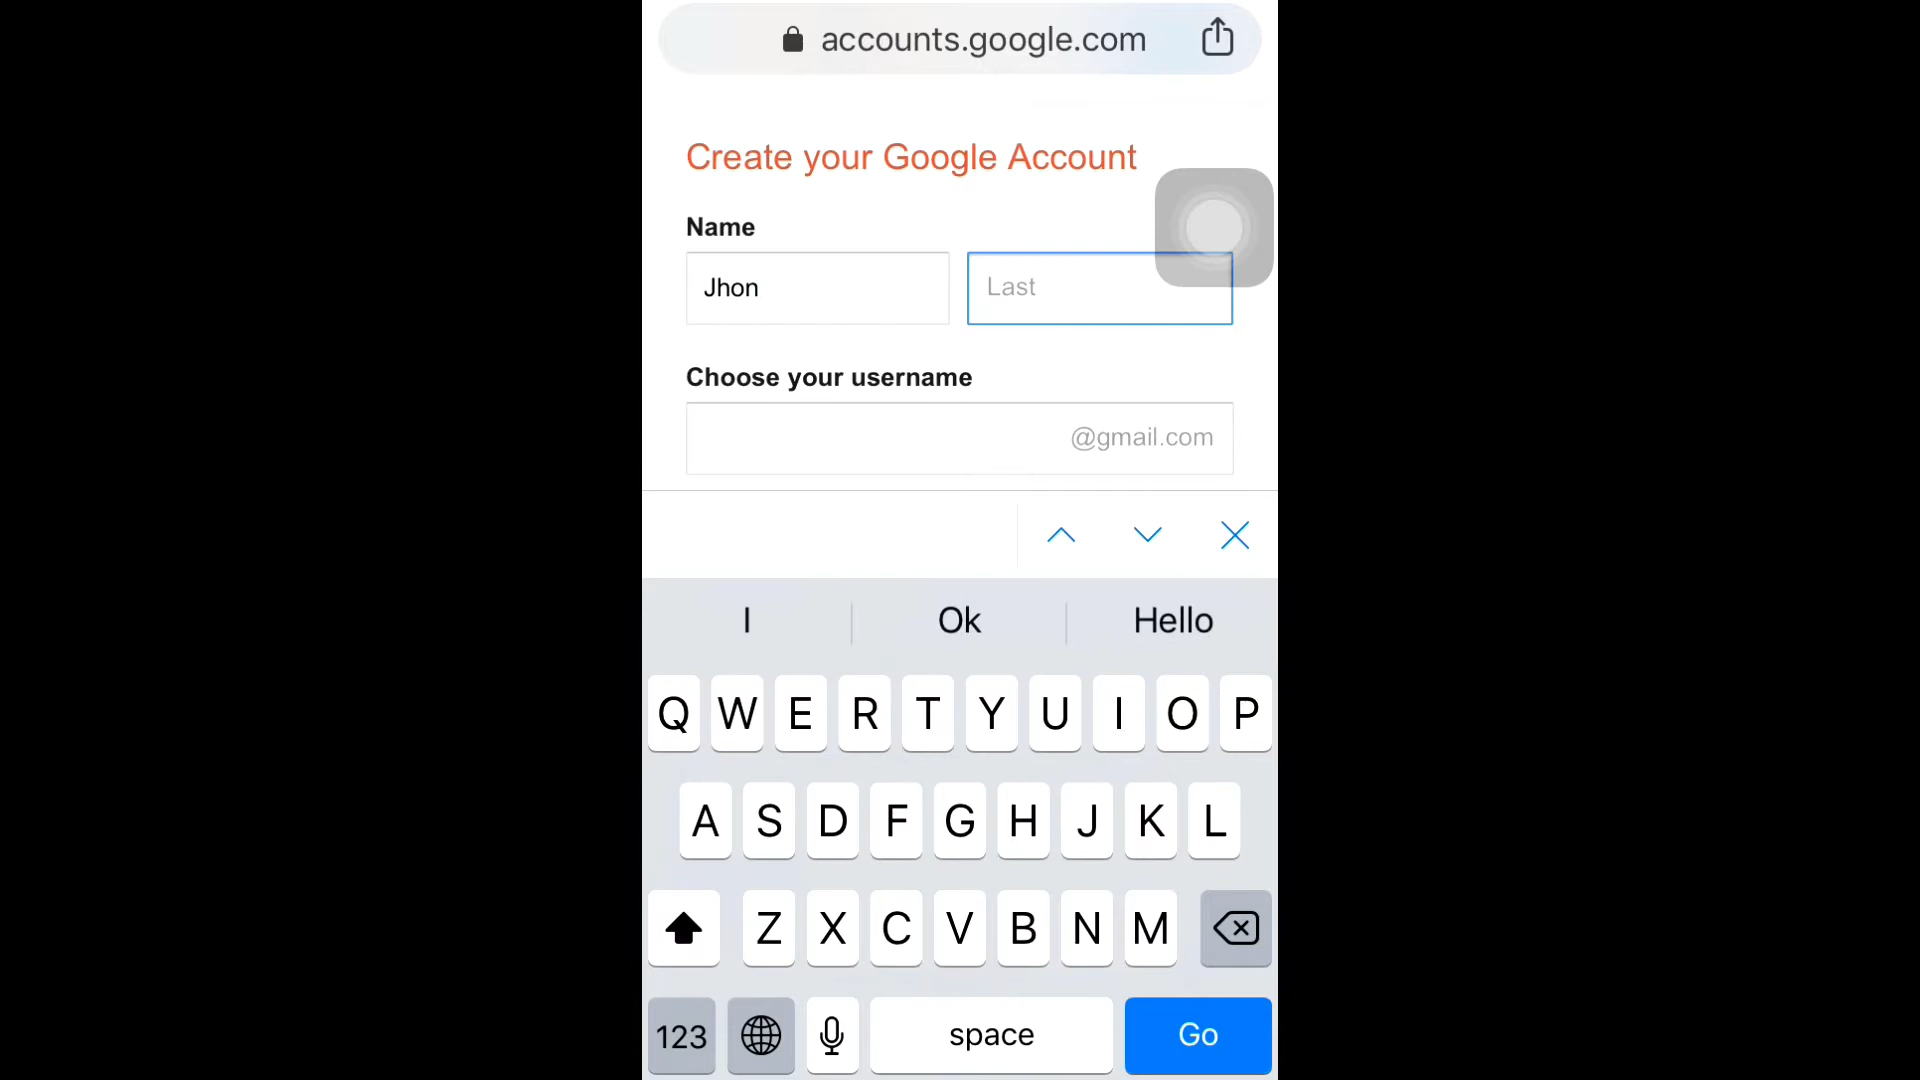 accounts.google.com
Create your Google Account
Name
Jhon Last
Choose your username
@gmail.com
I Ok Hello
Q W E R T Y U I O P
A S D F G H J K L
Z X C V B N M
123 space Go